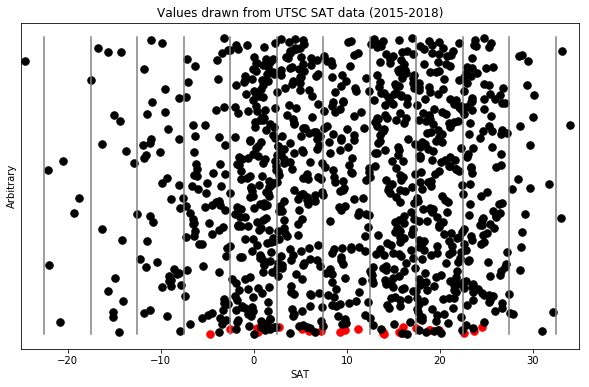 Values drawn from UTSC SAT data (2015-2018)
Arbitrary
−20 −10 0 10 20 30
SAT